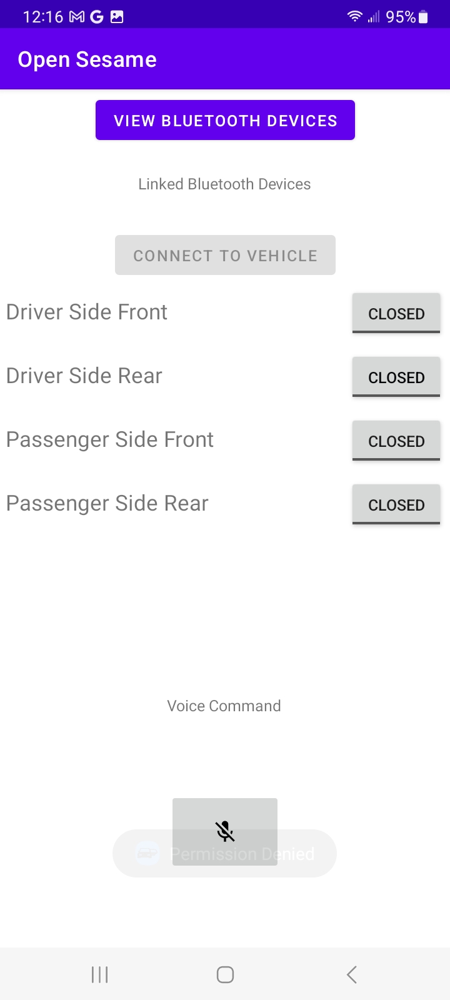 12:16
95%
Open Sesame
VIEW BLUETOOTH DEVICES
Linked Bluetooth Devices
CONNECT TO VEHICLE
Driver Side Front CLOSED
Driver Side Rear CLOSED
Passenger Side Front CLOSED
Passenger Side Rear CLOSED
Voice Command
Permission Denied